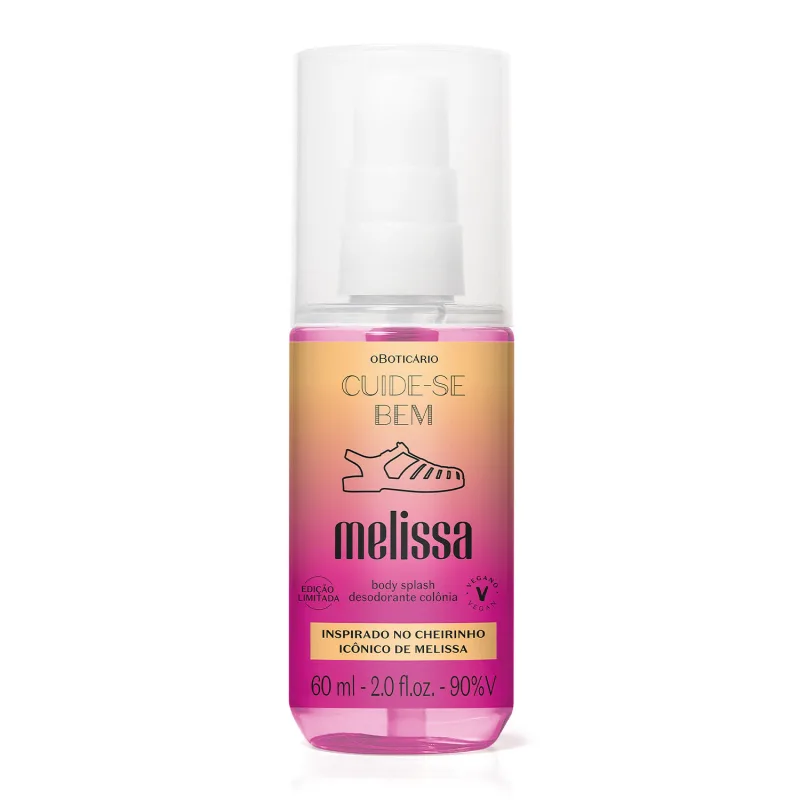 oBoticário
CUIDE-SE
BEM
melissa
body splash
desodorante colônia
EDIÇÃO
LIMITADA
VEGANO
V
VEGAN
INSPIRADO NO CHEIRINHO
ICÔNICO DE MELISSA
60 ml - 2.0 fl.oz. - 90%V